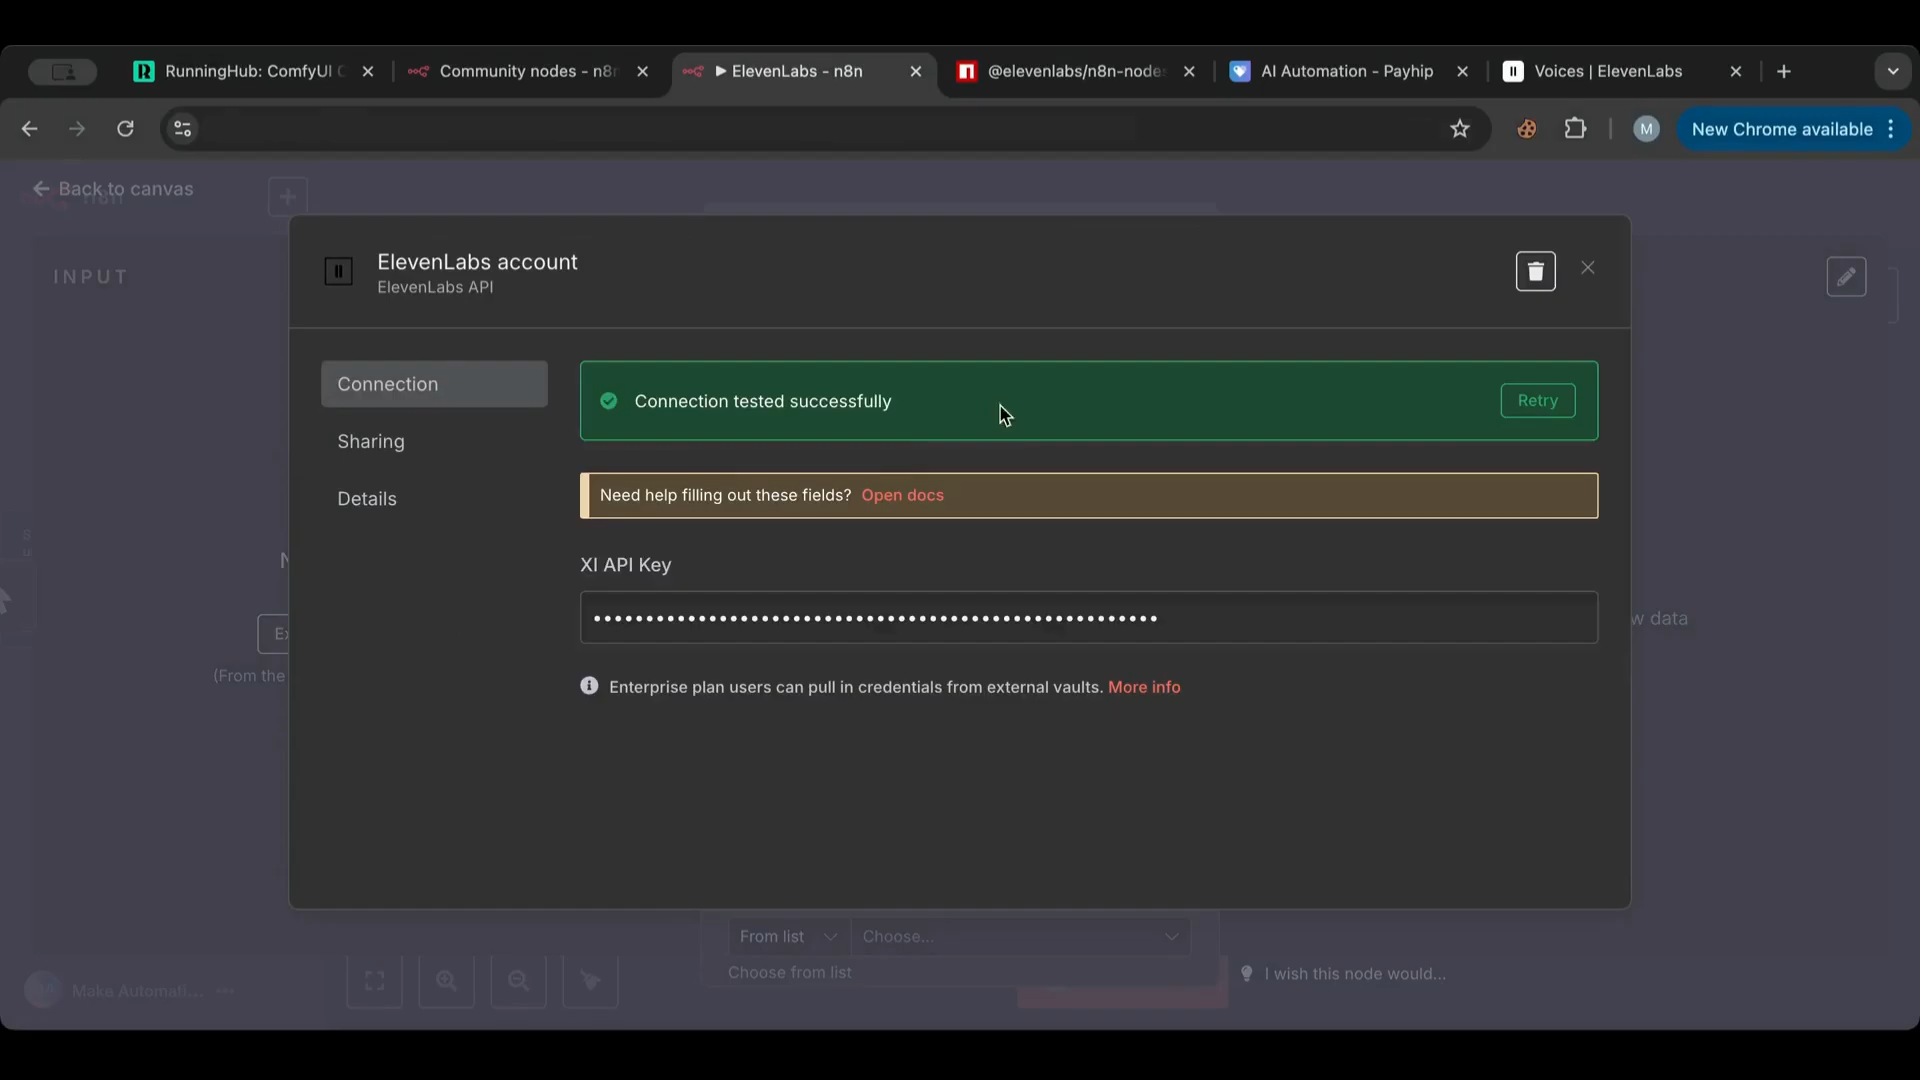 RunningHub: ComfyUI
Community nodes - n8n
▶ ElevenLabs - n8n
@elevenlabs/n8n-nodes
AI Automation - Payhip
Voices | ElevenLabs
M
New Chrome available
Back to canvas
n8n
INPUT
ElevenLabs account
ElevenLabs API
Connection
Sharing
Details
Connection tested successfully
Retry
Need help filling out these fields? Open docs
XI API Key
Enterprise plan users can pull in credentials from external vaults. More info
(From the
w data
From list
Choose...
Choose from list
I wish this node would...
Make Automati...